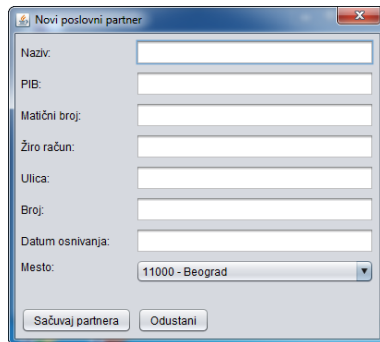 Novi poslovni partner
Naziv:
PIB:
Matični broj:
Žiro račun:
Ulica:
Broj:
Datum osnivanja:
Mesto: 11000 - Beograd
Sačuvaj partnera Odustani